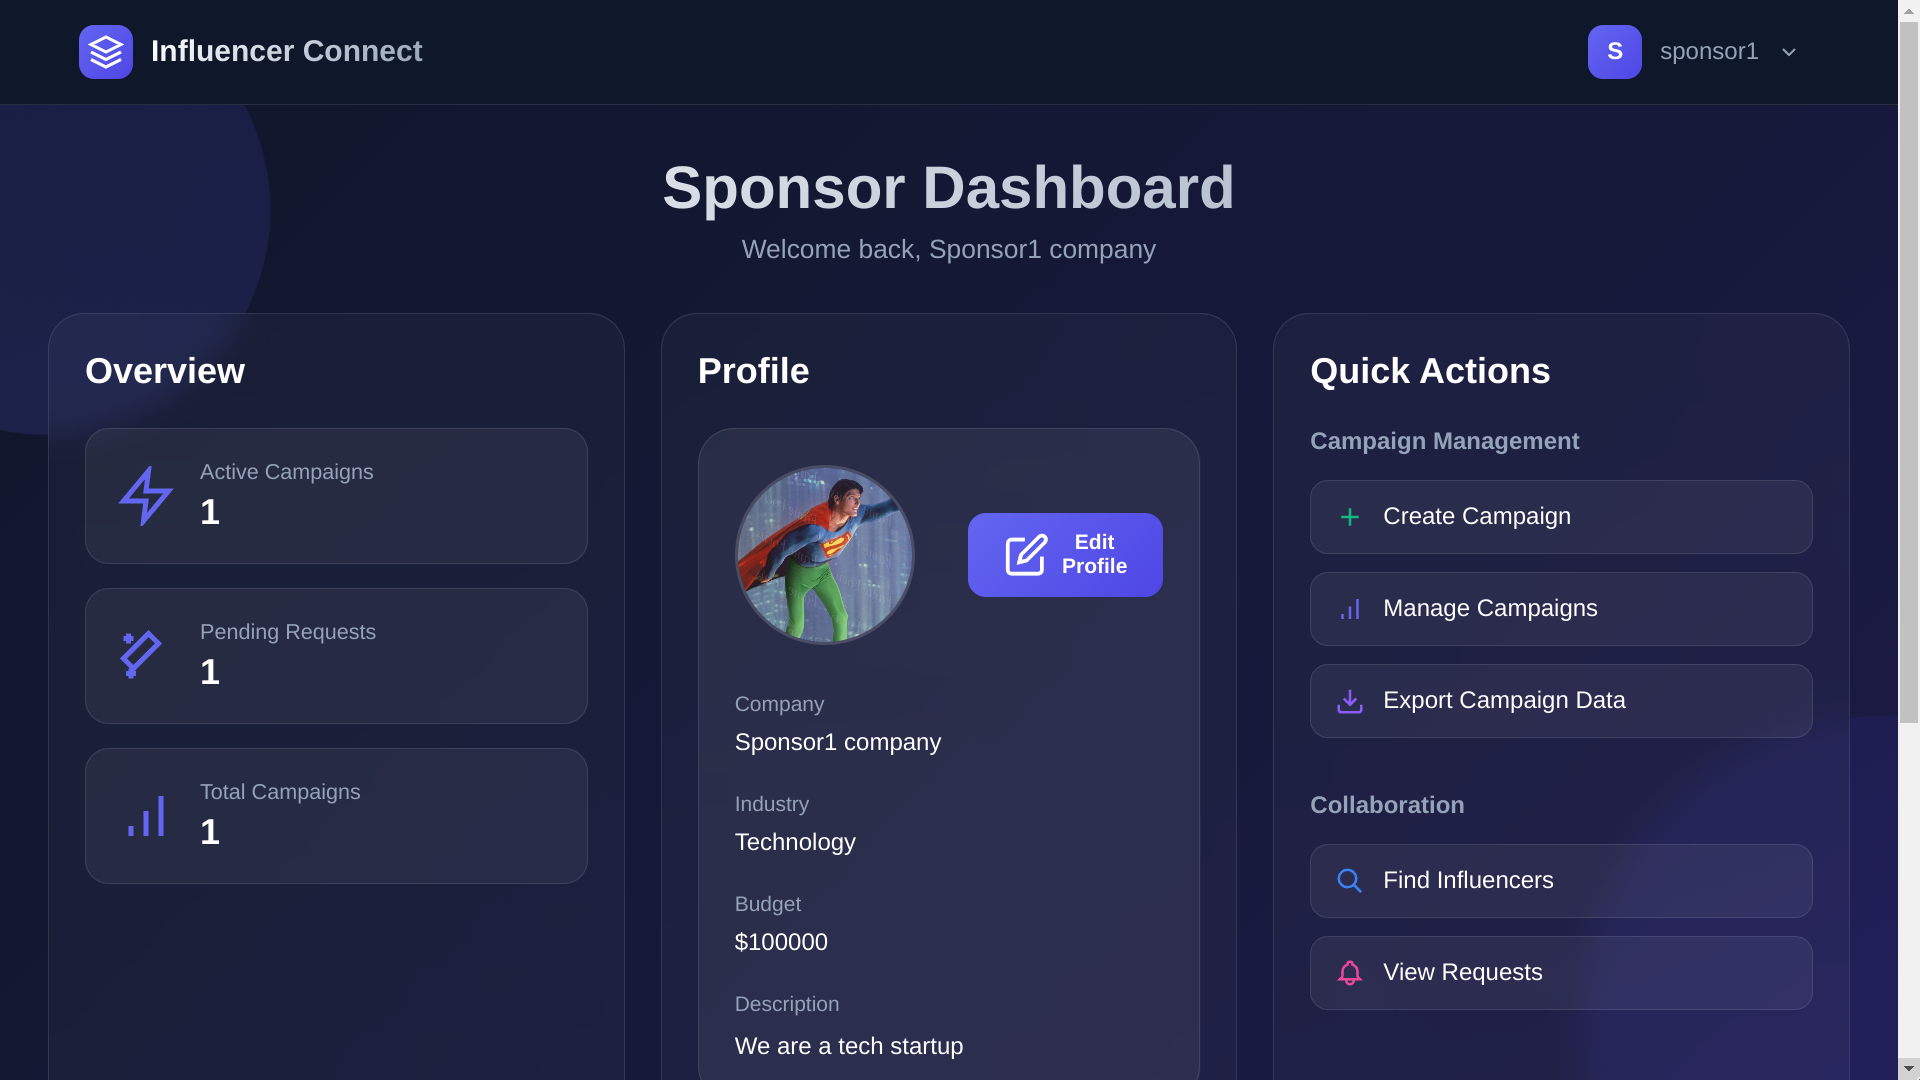 Influencer Connect
S
sponsor1
Sponsor Dashboard
Welcome back, Sponsor1 company
Overview
Active Campaigns
1
Pending Requests
1
Total Campaigns
1
Profile
Edit
Profile
Company
Sponsor1 company
Industry
Technology
Budget
$100000
Description
We are a tech startup
Quick Actions
Campaign Management
Create Campaign
Manage Campaigns
Export Campaign Data
Collaboration
Find Influencers
View Requests